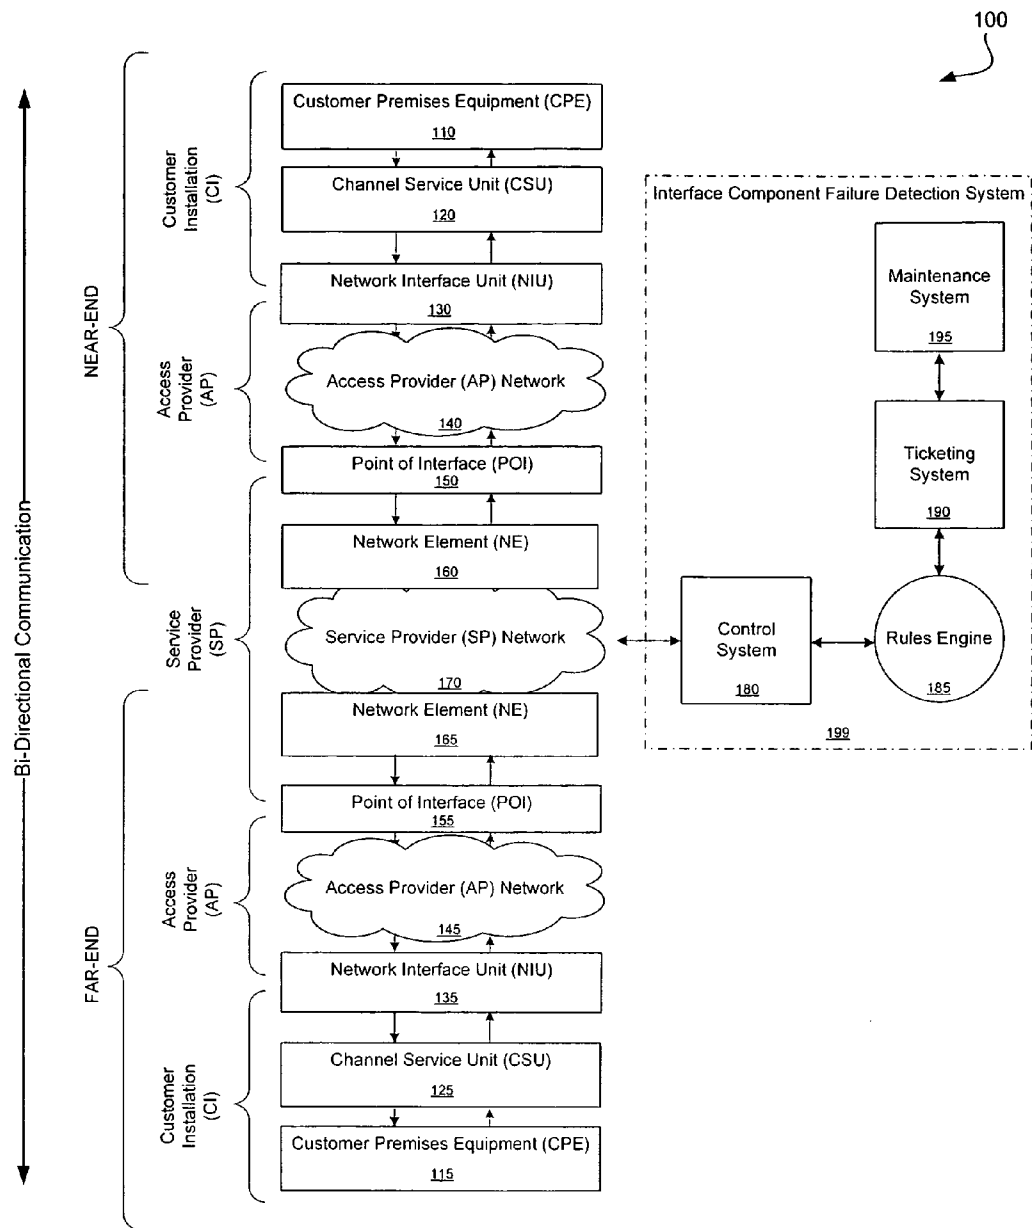 100
Bi-Directional Communication
NEAR-END
Customer
Installation
(CI)
Customer Premises Equipment (CPE)
110
Channel Service Unit (CSU)
120
Network Interface Unit (NIU)
130
Access
Provider
(AP)
Access Provider (AP) Network
140
Point of Interface (POI)
150
Service
Provider
(SP)
Network Element (NE)
160
Service Provider (SP) Network
170
Network Element (NE)
165
FAR-END
Point of Interface (POI)
155
Access
Provider
(AP)
Access Provider (AP) Network
145
Network Interface Unit (NIU)
135
Customer
Installation
(CI)
Channel Service Unit (CSU)
125
Customer Premises Equipment (CPE)
115
Interface Component Failure Detection System
Maintenance
System
195
Ticketing
System
190
Control
System
180
Rules Engine
185
199